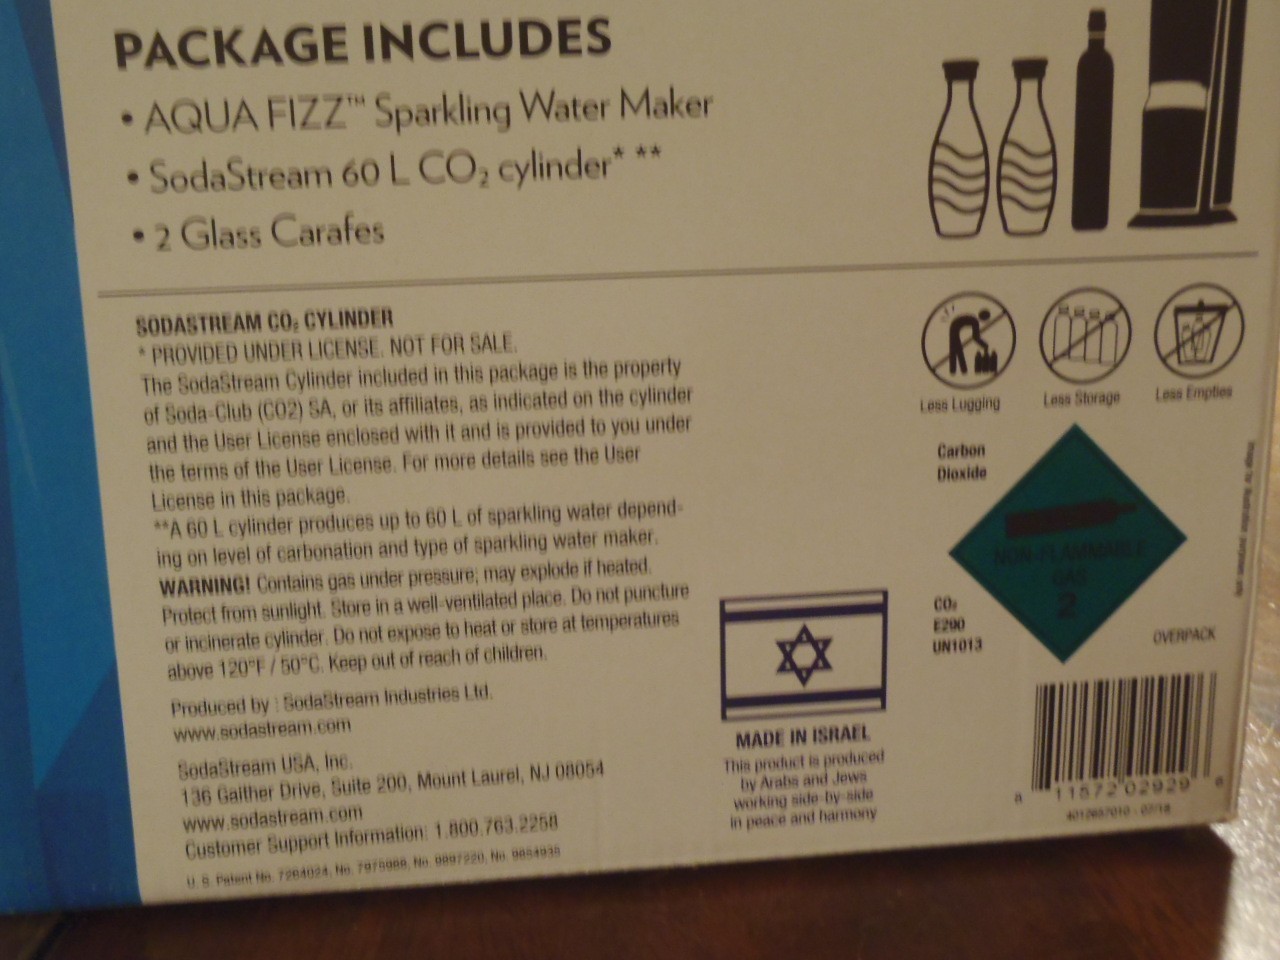 PACKAGE INCLUDES
• AQUA FIZZ™ Sparkling Water Maker
• SodaStream 60 L CO₂ cylinder* **
• 2 Glass Carafes
SODASTREAM CO₂ CYLINDER
* PROVIDED UNDER LICENSE. NOT FOR SALE.
The SodaStream Cylinder included in this package is the property
of Soda-Club (CO2) SA, or its affiliates, as indicated on the cylinder
and the User License enclosed with it and is provided to you under
the terms of the User License. For more details see the User
License in this package.
**A 60 L cylinder produces up to 60 L of sparkling water depend-
ing on level of carbonation and type of sparkling water maker.
WARNING! Contains gas under pressure; may explode if heated.
Protect from sunlight. Store in a well-ventilated place. Do not puncture
or incinerate cylinder. Do not expose to heat or store at temperatures
above 120°F / 50°C. Keep out of reach of children.
Produced by : SodaStream Industries Ltd.
www.sodastream.com
SodaStream USA, Inc.
136 Gaither Drive, Suite 200, Mount Laurel, NJ 08054
www.sodastream.com
Customer Support Information: 1.800.763.2258
U. S. Patent No. 7284024, No. 7975988, No. 9897220, No.
MADE IN ISRAEL
This product is produced
by Arabs and Jews
working side-by-side
in peace and harmony
Less Lugging
Less Storage
Less Empties
Carbon
Dioxide
NON-FLAMMABLE
GAS
2
CO₂
E290
UN1013
OVERPACK
11572 02929